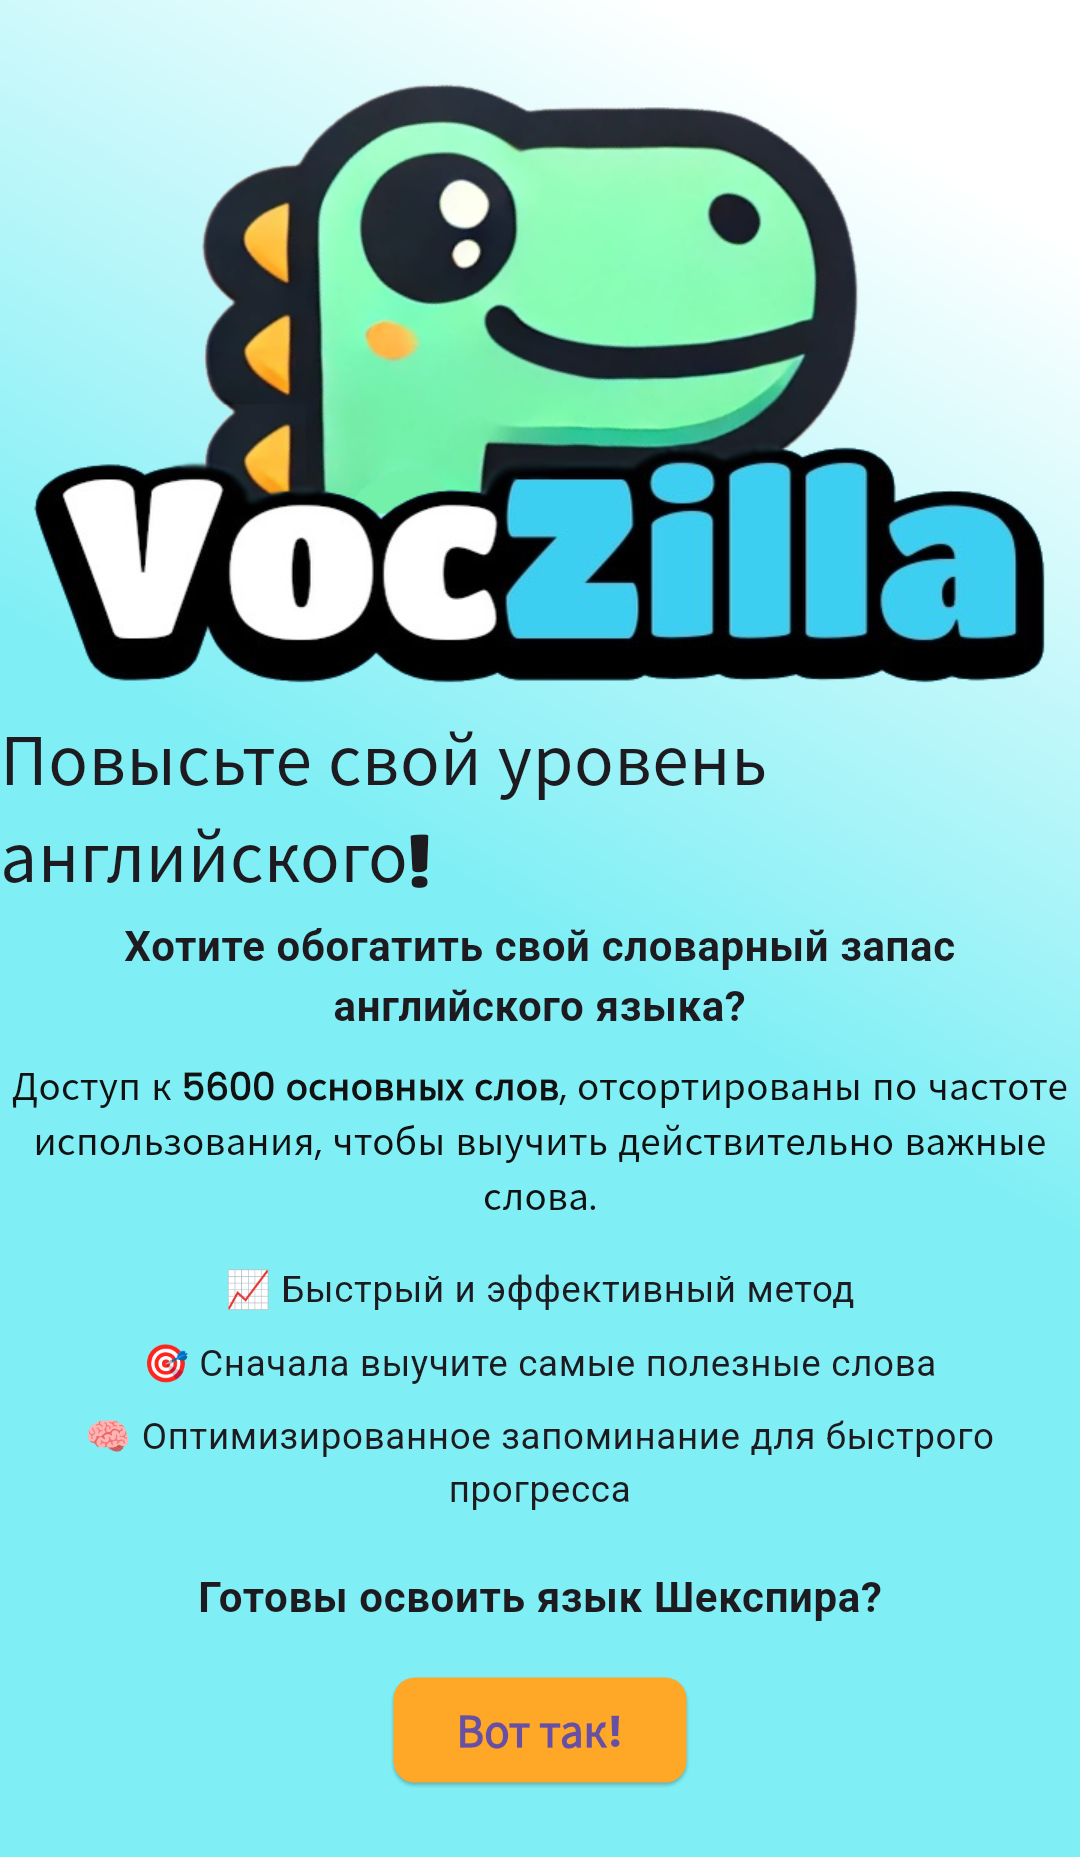 VocZilla
Повысьте свой уровень
английского!
Хотите обогатить свой словарный запас
английского языка?
Доступ к 5600 основных слов, отсортированы по частоте
использования, чтобы выучить действительно важные
слова.
📈 Быстрый и эффективный метод
🎯 Сначала выучите самые полезные слова
🧠 Оптимизированное запоминание для быстрого
прогресса
Готовы освоить язык Шекспира?
Вот так!